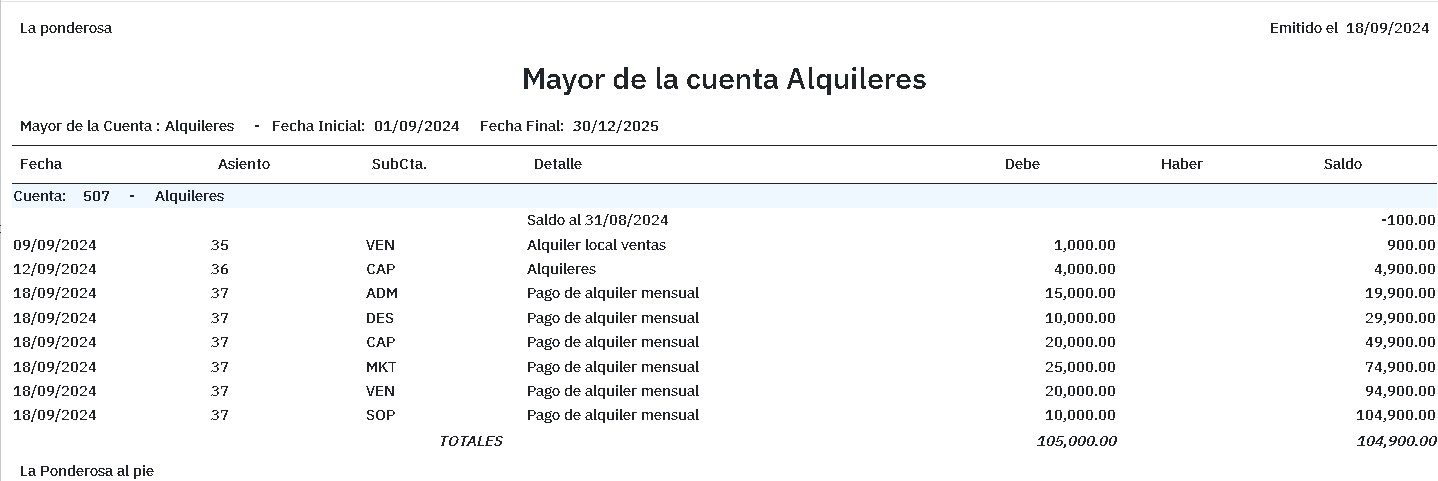 La ponderosa Emitido el 18/09/2024
Mayor de la cuenta Alquileres
Mayor de la Cuenta : Alquileres - Fecha Inicial: 01/09/2024 Fecha Final: 30/12/2025
Fecha Asiento SubCta. Detalle Debe Haber Saldo
Cuenta: 507 - Alquileres
Saldo al 31/08/2024 -100.00
09/09/2024 35 VEN Alquiler local ventas 1,000.00 900.00
12/09/2024 36 CAP Alquileres 4,000.00 4,900.00
18/09/2024 37 ADM Pago de alquiler mensual 15,000.00 19,900.00
18/09/2024 37 DES Pago de alquiler mensual 10,000.00 29,900.00
18/09/2024 37 CAP Pago de alquiler mensual 20,000.00 49,900.00
18/09/2024 37 MKT Pago de alquiler mensual 25,000.00 74,900.00
18/09/2024 37 VEN Pago de alquiler mensual 20,000.00 94,900.00
18/09/2024 37 SOP Pago de alquiler mensual 10,000.00 104,900.00
TOTALES 105,000.00 104,900.00
La Ponderosa al pie